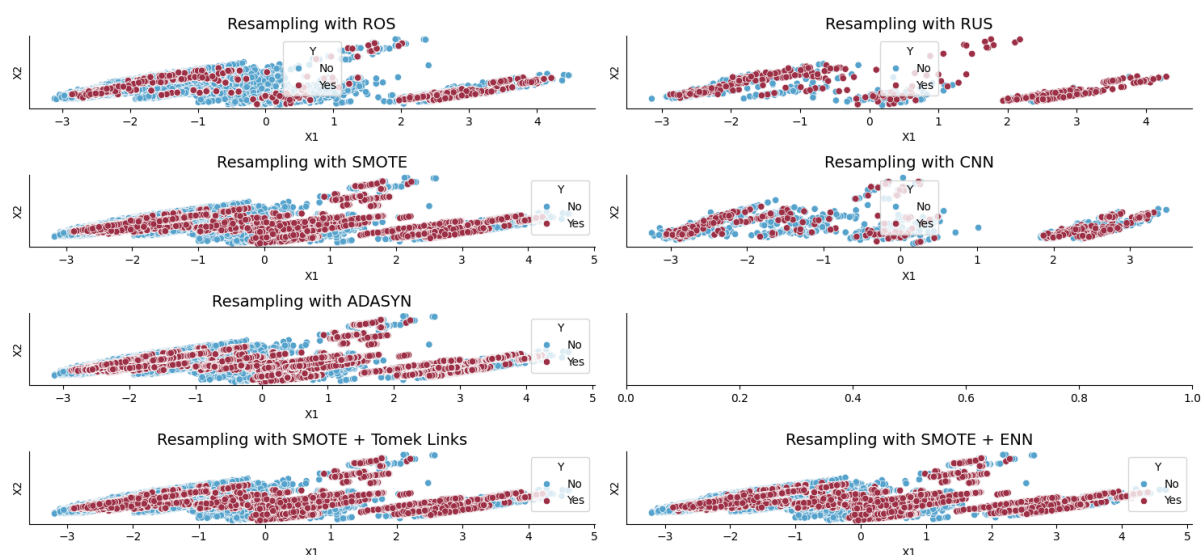 Resampling with ROS
X2
Y
No
Yes
−3 −2 −1 0 1 2 3 4
X1
Resampling with RUS
X2
Y
No
Yes
−3 −2 −1 0 1 2 3 4
X1
Resampling with SMOTE
X2
Y
No
Yes
−3 −2 −1 0 1 2 3 4 5
X1
Resampling with CNN
X2
Y
No
Yes
−3 −2 −1 0 1 2 3
X1
Resampling with ADASYN
X2
Y
No
Yes
−3 −2 −1 0 1 2 3 4 5
X1
0.0 0.2 0.4 0.6 0.8 1.0
Resampling with SMOTE + Tomek Links
X2
Y
No
Yes
−3 −2 −1 0 1 2 3 4 5
X1
Resampling with SMOTE + ENN
X2
Y
No
Yes
−3 −2 −1 0 1 2 3 4 5
X1